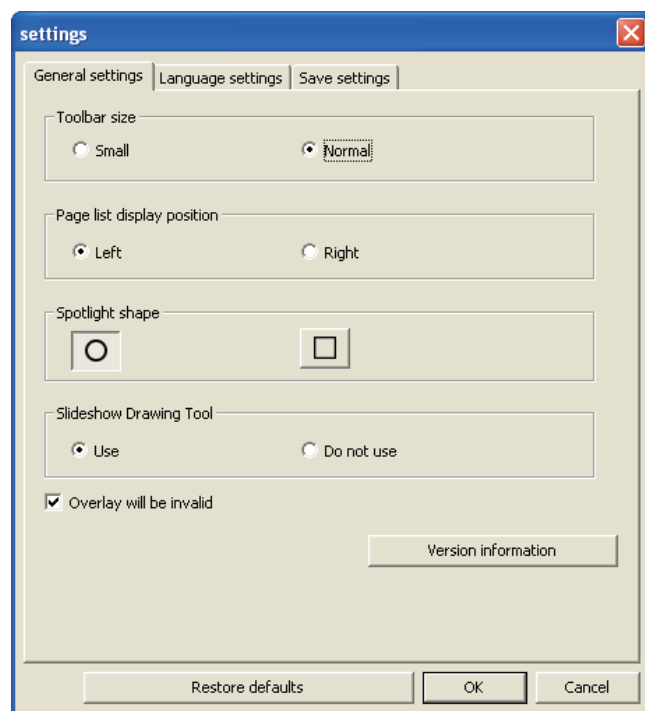 settings
General settings Language settings Save settings
Toolbar size
Small Normal
Page list display position
Left Right
Spotlight shape
Slideshow Drawing Tool
Use Do not use
Overlay will be invalid
Version information
Restore defaults OK Cancel